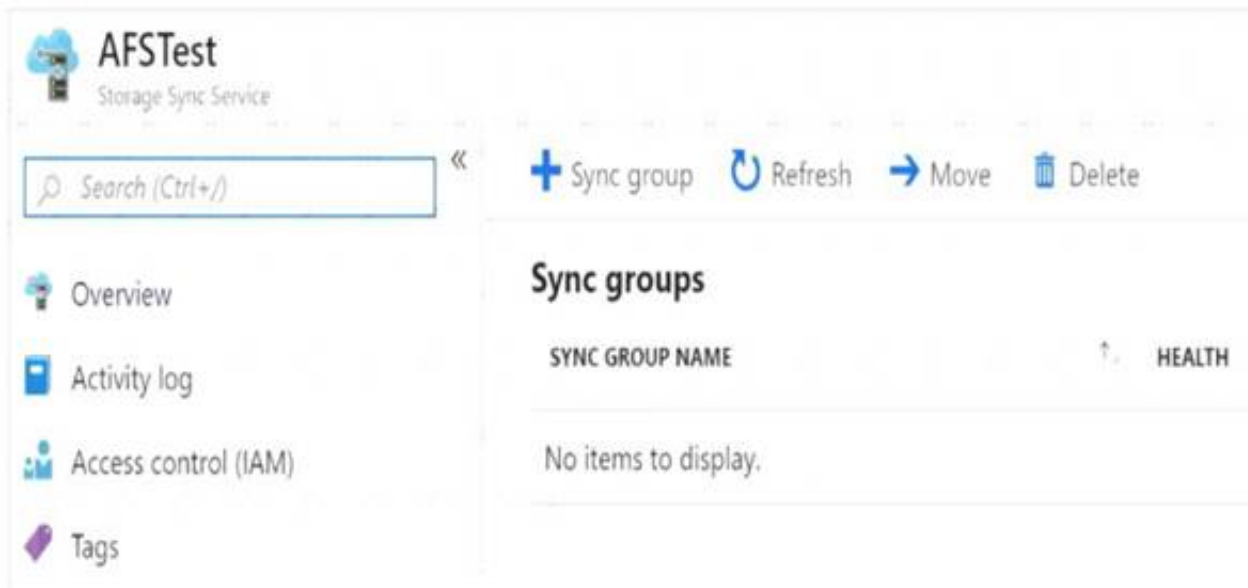 AFSTest
Storage Sync Service
Search (Ctrl+/)
«
Overview
Activity log
Access control (IAM)
Tags
+ Sync group Refresh → Move Delete
Sync groups
SYNC GROUP NAME ↑↓ HEALTH
No items to display.